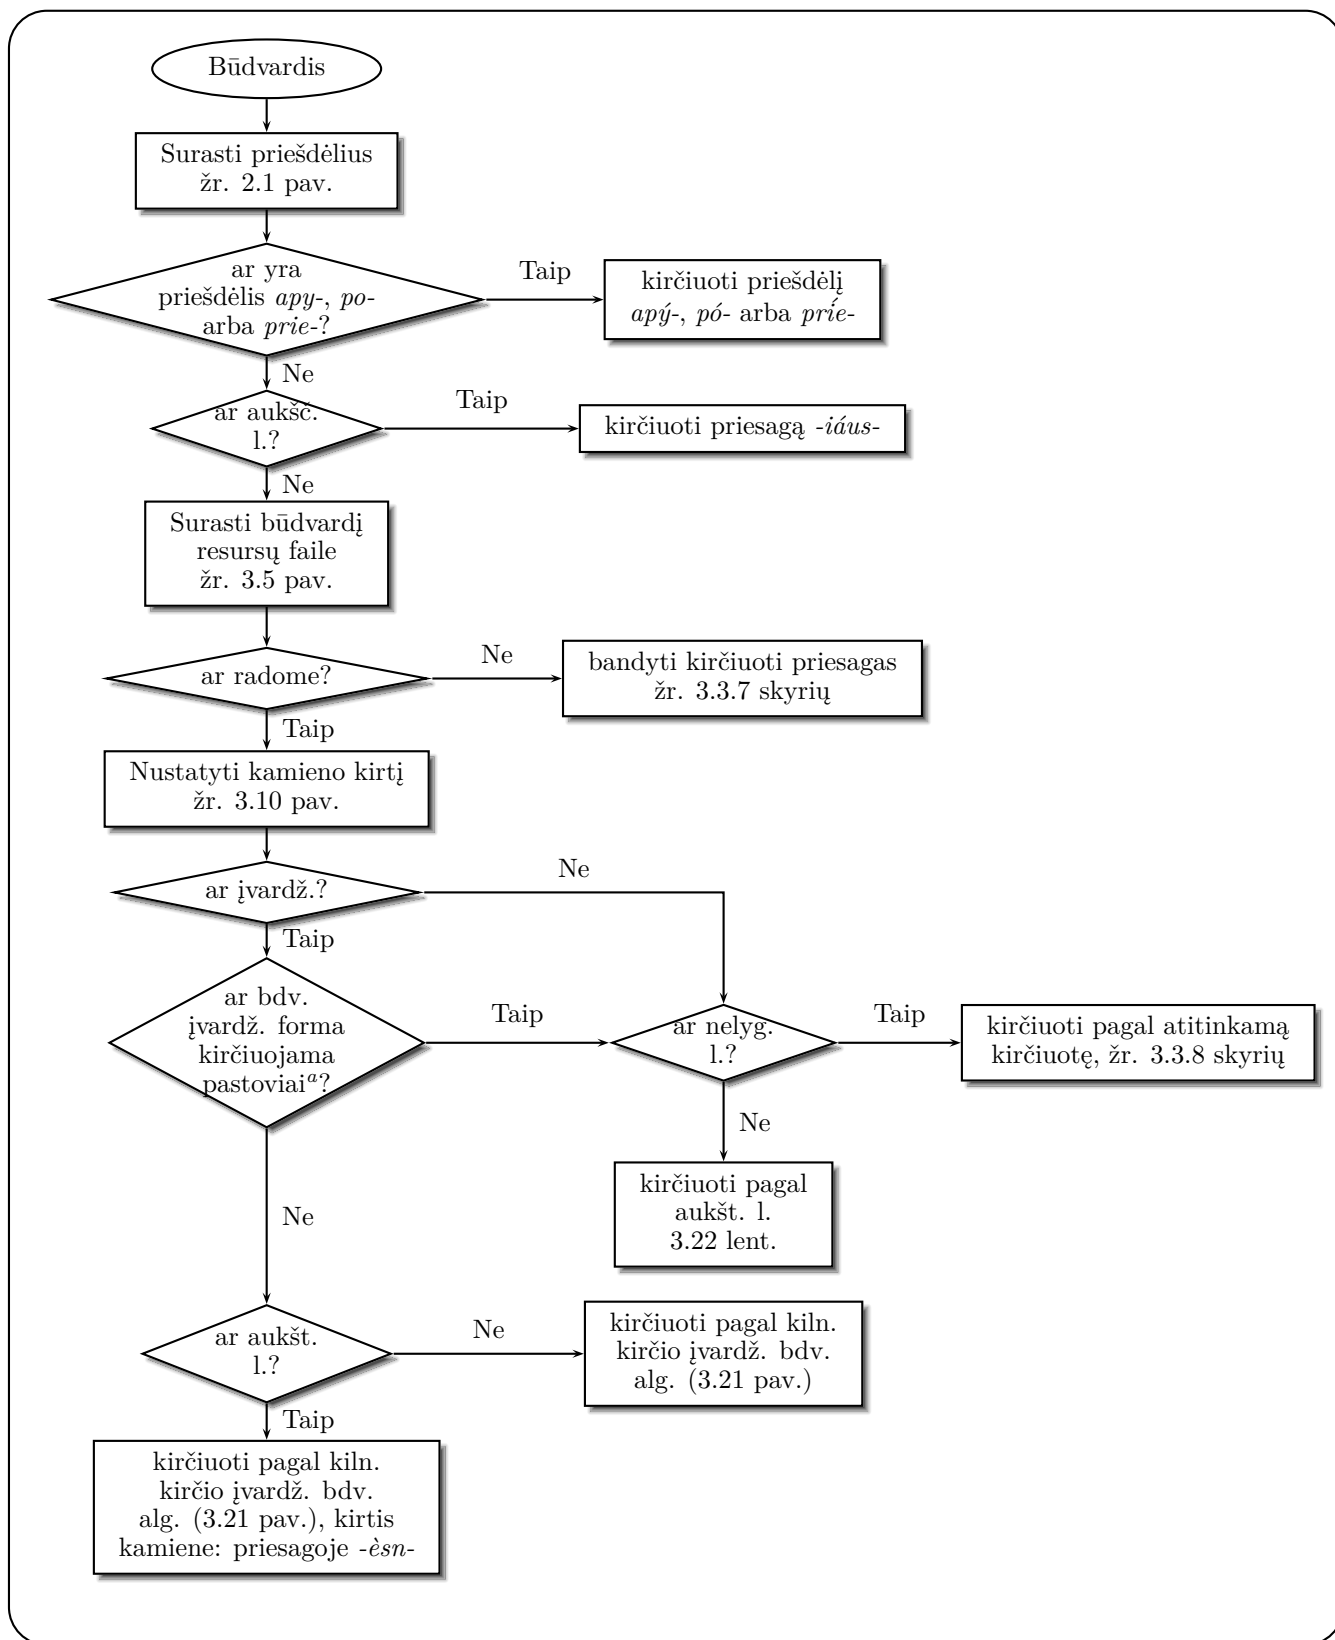 Būdvardis
Surasti priešdėlius
žr. 2.1 pav.
ar yra
priešdėlis apy-, po-
arba prie-?
Taip
kirčiuoti priešdėlį
apý-, pó- arba príe-
Ne
ar aukšč.
l.?
Taip
kirčiuoti priesagą -iáus-
Ne
Surasti būdvardį
resursų faile
žr. 3.5 pav.
ar radome?
Ne
bandyti kirčiuoti priesagas
žr. 3.3.7 skyrių
Taip
Nustatyti kamieno kirtį
žr. 3.10 pav.
ar įvardž.?
Ne
Taip
ar bdv.
įvardž. forma
kirčiuojama
pastoviaiᵃ?
Taip
ar nelyg.
l.?
Taip
kirčiuoti pagal atitinkamą
kirčiuotę, žr. 3.3.8 skyrių
Ne
kirčiuoti pagal
aukšt. l.
3.22 lent.
Ne
ar aukšt.
l.?
Ne
kirčiuoti pagal kiln.
kirčio įvardž. bdv.
alg. (3.21 pav.)
Taip
kirčiuoti pagal kiln.
kirčio įvardž. bdv.
alg. (3.21 pav.), kirtis
kamiene: priesagoje -èsn-